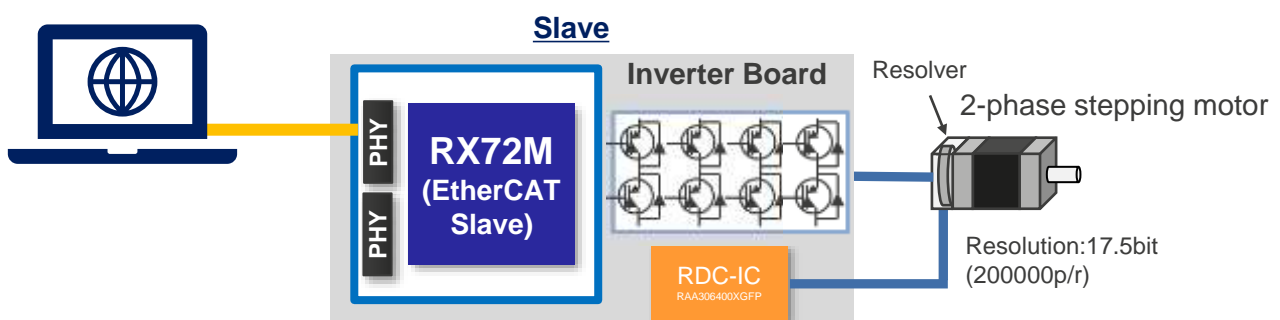 Slave
Inverter Board
Resolver
2-phase stepping motor
PHY
PHY
RX72M
(EtherCAT
Slave)
RDC-IC
RAA306400XGFP
Resolution:17.5bit
(200000p/r)